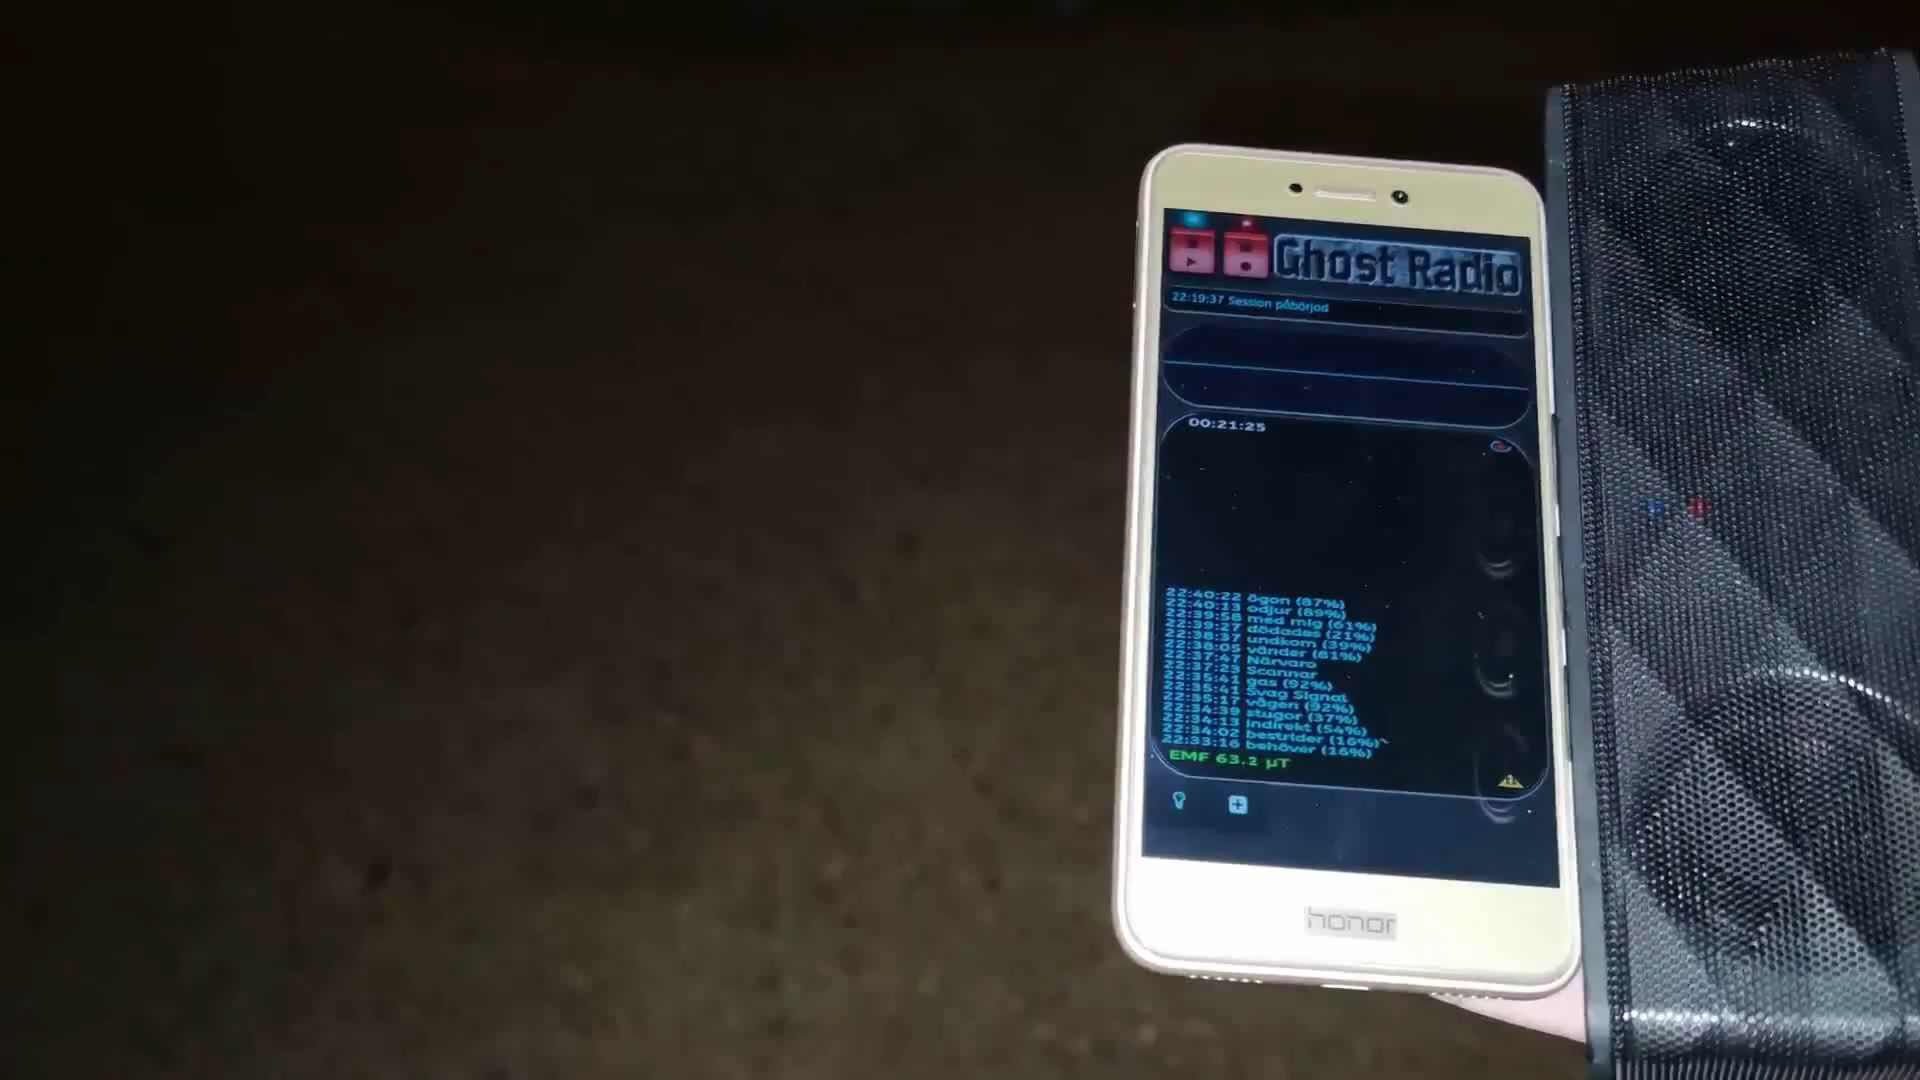 Ghost Radio
22:19:37 Session påbörjad
00:21:25
22:40:22 ögon (87%)
22:40:13 odjur (89%)
22:39:58 med mig (61%)
22:39:27 dödades (21%)
22:38:37 undkom (39%)
22:38:05 vänder (81%)
22:37:47 Närvaro
22:37:23 Scannar
22:35:41 gas (92%)
22:35:41 Svag Signal
22:35:17 vägen (92%)
22:34:39 stugor (37%)
22:34:13 indirekt (54%)
22:34:02 bestrider (16%)
22:33:16 behöver (16%)
EMF 63.2 µT
honor